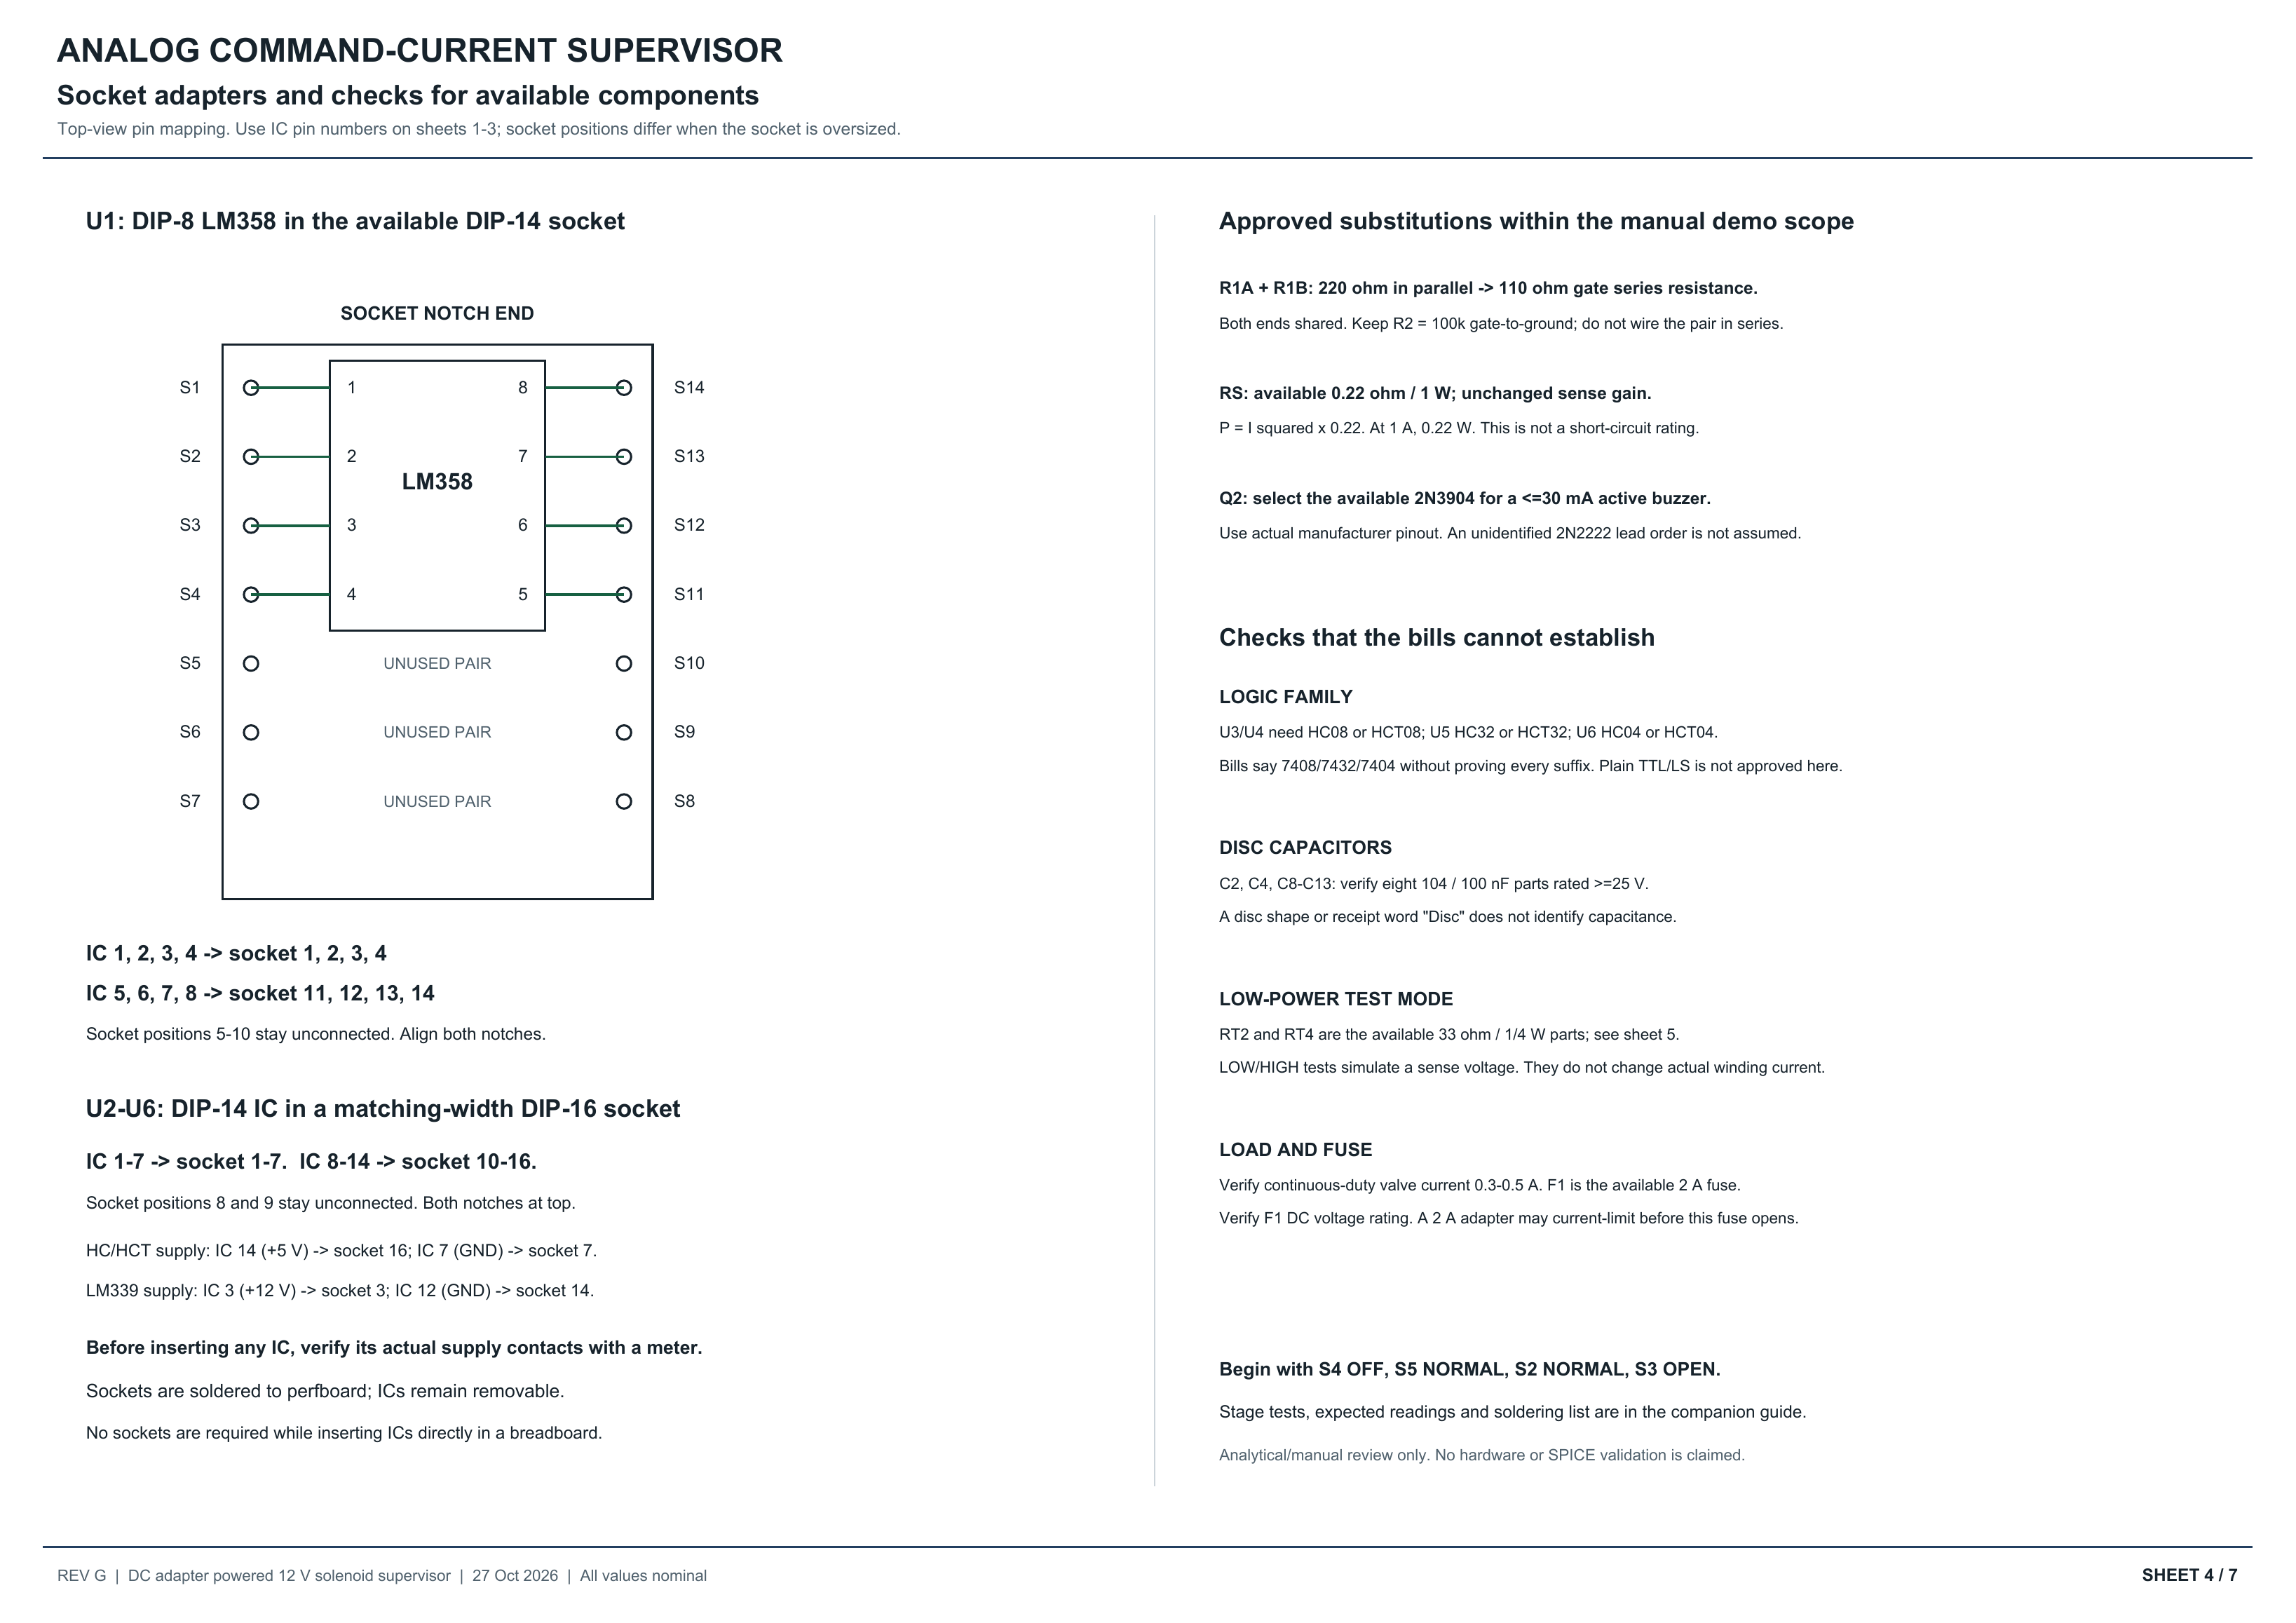 ANALOG COMMAND-CURRENT SUPERVISOR
Socket adapters and checks for available components
Top-view pin mapping. Use IC pin numbers on sheets 1-3; socket positions differ when the socket is oversized.
U1: DIP-8 LM358 in the available DIP-14 socket
SOCKET NOTCH END
S1 1 8 S14
S2 2 7 S13
LM358
S3 3 6 S12
S4 4 5 S11
S5 UNUSED PAIR S10
S6 UNUSED PAIR S9
S7 UNUSED PAIR S8
IC 1, 2, 3, 4 -> socket 1, 2, 3, 4
IC 5, 6, 7, 8 -> socket 11, 12, 13, 14
Socket positions 5-10 stay unconnected. Align both notches.
U2-U6: DIP-14 IC in a matching-width DIP-16 socket
IC 1-7 -> socket 1-7. IC 8-14 -> socket 10-16.
Socket positions 8 and 9 stay unconnected. Both notches at top.
HC/HCT supply: IC 14 (+5 V) -> socket 16; IC 7 (GND) -> socket 7.
LM339 supply: IC 3 (+12 V) -> socket 3; IC 12 (GND) -> socket 14.
Before inserting any IC, verify its actual supply contacts with a meter.
Sockets are soldered to perfboard; ICs remain removable.
No sockets are required while inserting ICs directly in a breadboard.
Approved substitutions within the manual demo scope
R1A + R1B: 220 ohm in parallel -> 110 ohm gate series resistance.
Both ends shared. Keep R2 = 100k gate-to-ground; do not wire the pair in series.
RS: available 0.22 ohm / 1 W; unchanged sense gain.
P = I squared x 0.22. At 1 A, 0.22 W. This is not a short-circuit rating.
Q2: select the available 2N3904 for a <=30 mA active buzzer.
Use actual manufacturer pinout. An unidentified 2N2222 lead order is not assumed.
Checks that the bills cannot establish
LOGIC FAMILY
U3/U4 need HC08 or HCT08; U5 HC32 or HCT32; U6 HC04 or HCT04.
Bills say 7408/7432/7404 without proving every suffix. Plain TTL/LS is not approved here.
DISC CAPACITORS
C2, C4, C8-C13: verify eight 104 / 100 nF parts rated >=25 V.
A disc shape or receipt word "Disc" does not identify capacitance.
LOW-POWER TEST MODE
RT2 and RT4 are the available 33 ohm / 1/4 W parts; see sheet 5.
LOW/HIGH tests simulate a sense voltage. They do not change actual winding current.
LOAD AND FUSE
Verify continuous-duty valve current 0.3-0.5 A. F1 is the available 2 A fuse.
Verify F1 DC voltage rating. A 2 A adapter may current-limit before this fuse opens.
Begin with S4 OFF, S5 NORMAL, S2 NORMAL, S3 OPEN.
Stage tests, expected readings and soldering list are in the companion guide.
Analytical/manual review only. No hardware or SPICE validation is claimed.
REV G | DC adapter powered 12 V solenoid supervisor | 27 Oct 2026 | All values nominal
SHEET 4 / 7